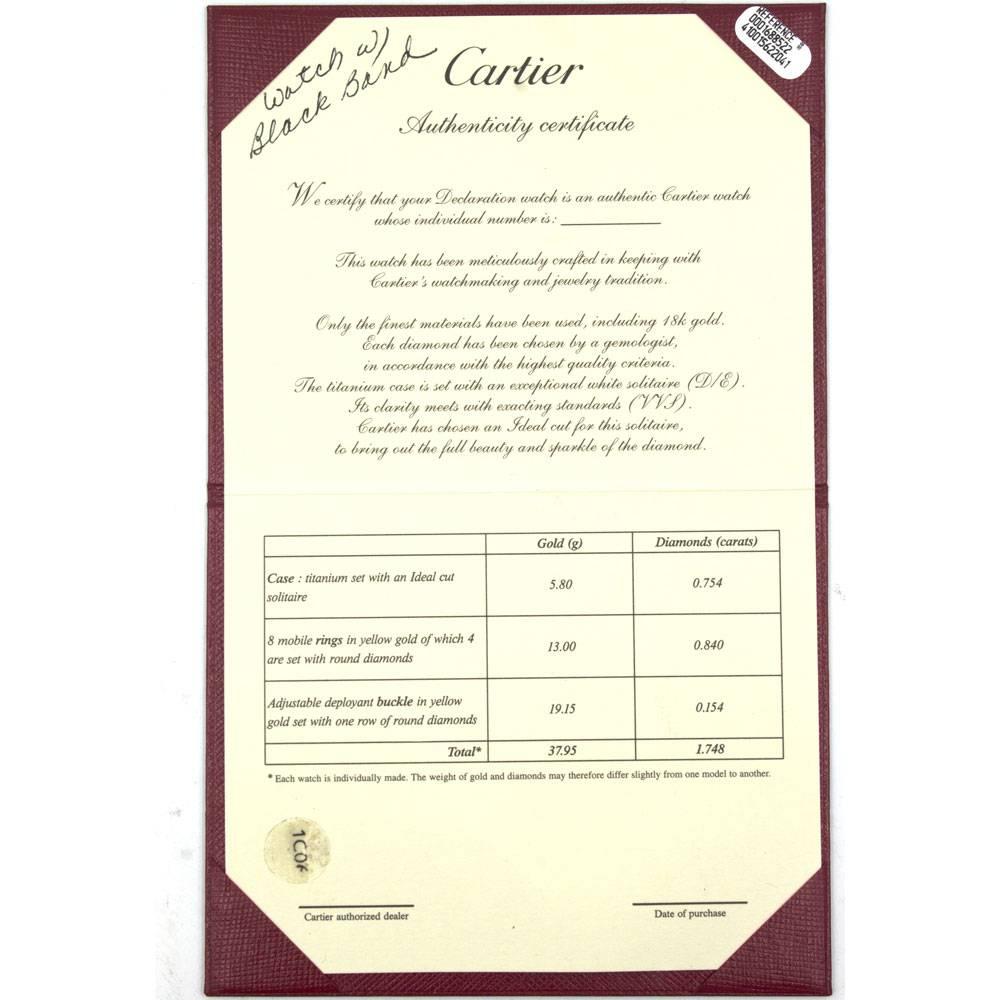 Watch w/
Black Band
REFERENCE #
0001688522
410015622041
Cartier
Authenticity certificate
We certify that your Declaration watch is an authentic Cartier watch
whose individual number is:
This watch has been meticulously crafted in keeping with
Cartier's watchmaking and jewelry tradition.
Only the finest materials have been used, including 18k gold.
Each diamond has been chosen by a gemologist,
in accordance with the highest quality criteria.
The titanium case is set with an exceptional white solitaire (D/E).
Its clarity meets with exacting standards (VVS).
Cartier has chosen an Ideal cut for this solitaire,
to bring out the full beauty and sparkle of the diamond.
Gold (g) Diamonds (carats)
Case : titanium set with an Ideal cut
solitaire 5.80 0.754
8 mobile rings in yellow gold of which 4
are set with round diamonds 13.00 0.840
Adjustable deployant buckle in yellow
gold set with one row of round diamonds 19.15 0.154
Total* 37.95 1.748
* Each watch is individually made. The weight of gold and diamonds may therefore differ slightly from one model to another.
Cartier authorized dealer Date of purchase